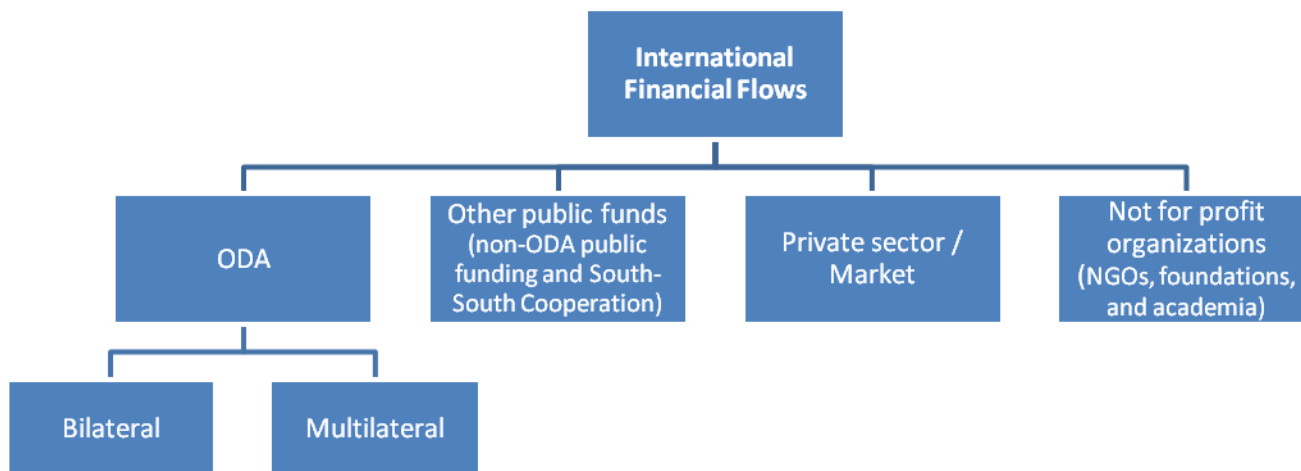 International
Financial Flows
ODA
Other public funds
(non-ODA public
funding and South-
South Cooperation)
Private sector /
Market
Not for profit
organizations
(NGOs, foundations,
and academia)
Bilateral
Multilateral